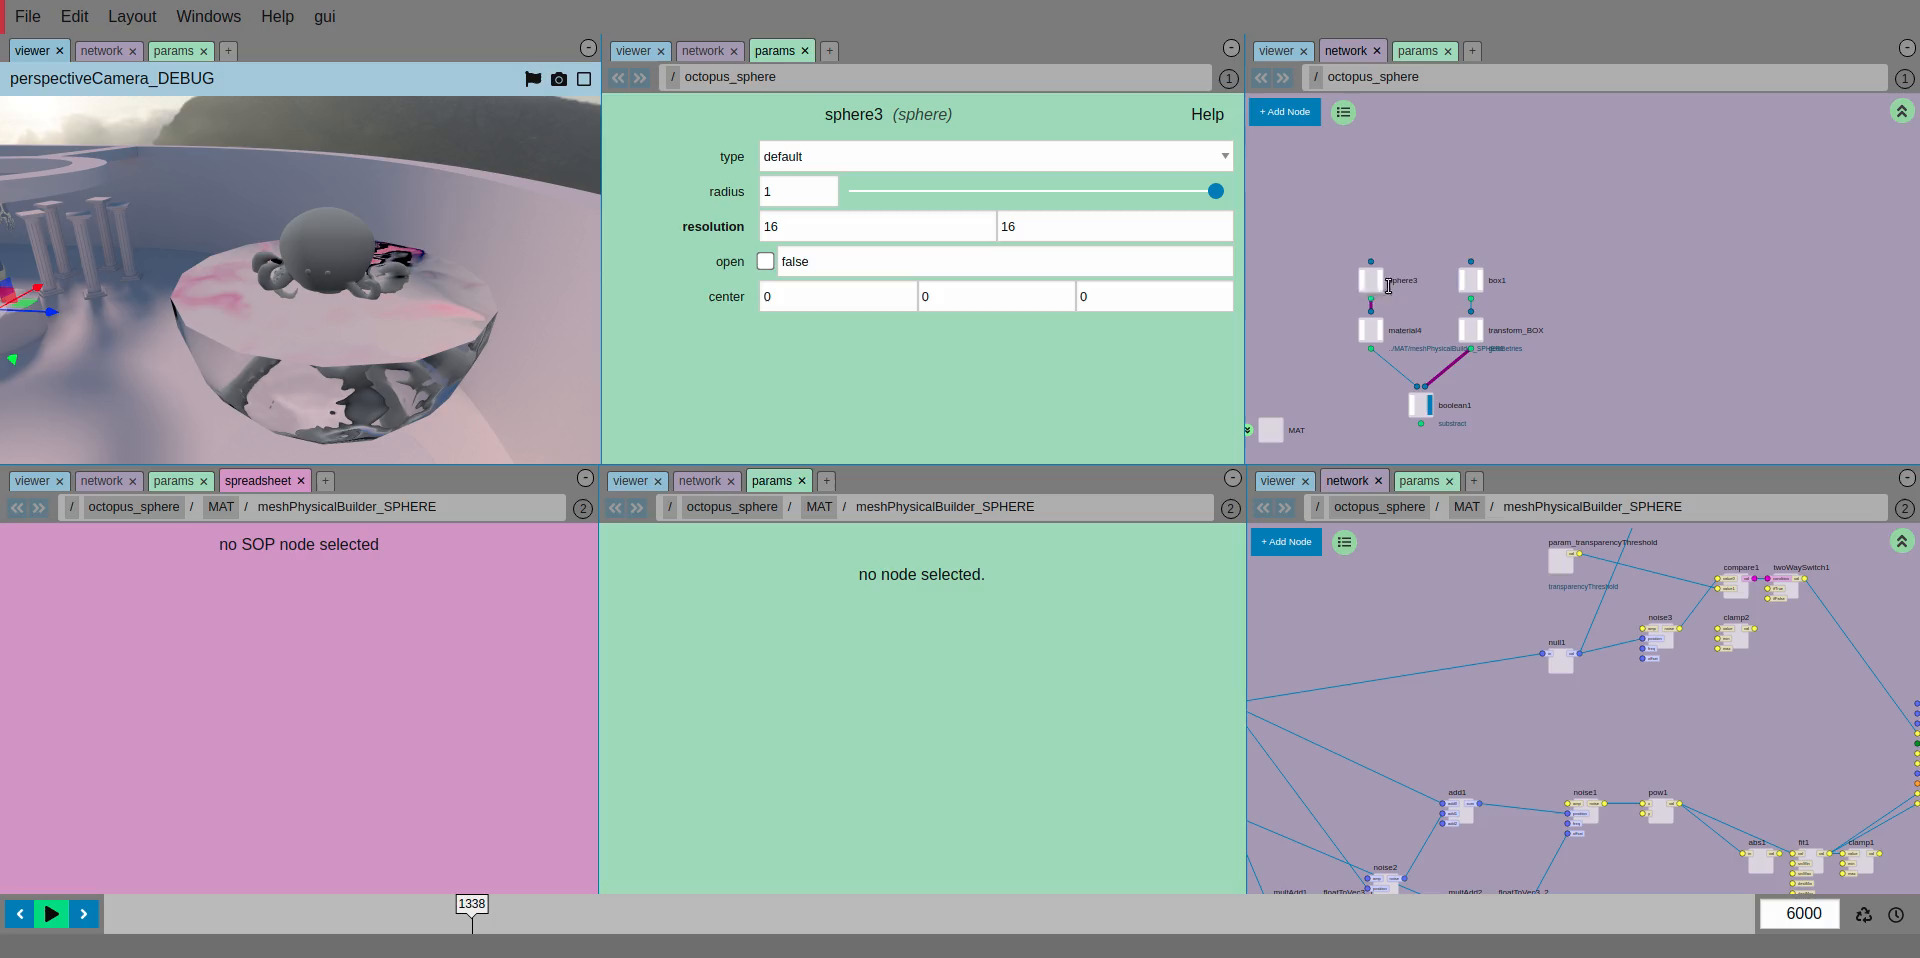 File Edit Layout Windows Help gui
viewer × network × params × +
perspectiveCamera_DEBUG
viewer × network × params × +
/ octopus_sphere 1
sphere3 (sphere) Help
type default
radius 1
resolution 16 16
open false
center 0 0 0
viewer × network × params × +
/ octopus_sphere 1
+ Add Node
sphere3 box1
material4 transform_BOX
boolean1
substract
MAT
viewer × network × params × spreadsheet × +
/ octopus_sphere / MAT / meshPhysicalBuilder_SPHERE 2
no SOP node selected
viewer × network × params × +
/ octopus_sphere / MAT / meshPhysicalBuilder_SPHERE 2
no node selected.
viewer × network × params × +
/ octopus_sphere / MAT / meshPhysicalBuilder_SPHERE 2
+ Add Node
param_transparencyThreshold
transparencyThreshold
compare1 twoWaySwitch1
noise3 clamp2
null1
add1 noise1 pow1
abs1 fit1 clamp1
noise2
multAdd1 floatToVec3 multAdd2 floatToVec3_2
1338
6000